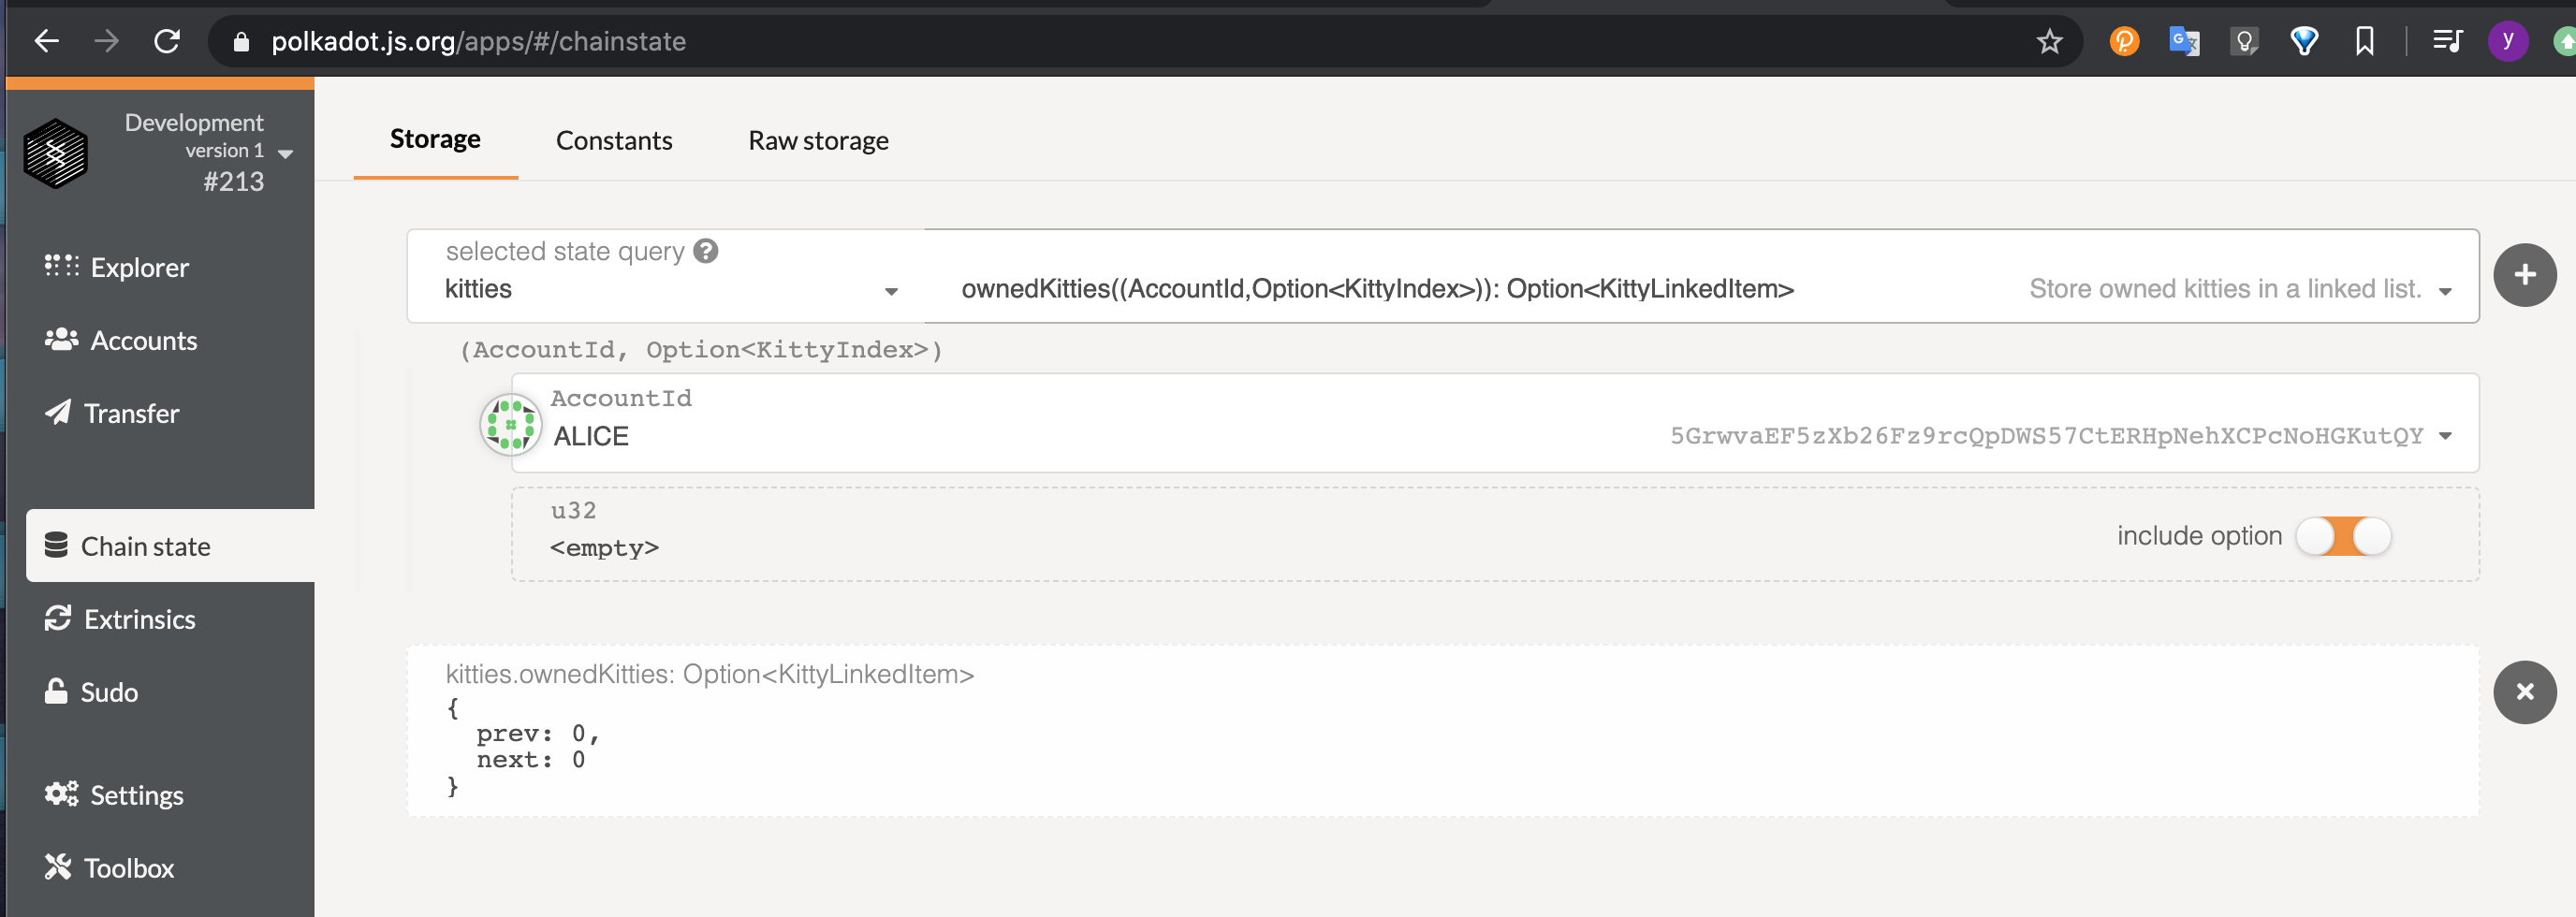 polkadot.js.org/apps/#/chainstate
y
Development
version 1
#213
Explorer
Accounts
Transfer
Chain state
Extrinsics
Sudo
Settings
Toolbox
Storage Constants Raw storage
selected state query ?
kitties
ownedKitties((AccountId,Option<KittyIndex>)): Option<KittyLinkedItem> Store owned kitties in a linked list.
(AccountId, Option<KittyIndex>)
AccountId
ALICE 5GrwvaEF5zXb26Fz9rcQpDWS57CtERHpNehXCPcNoHGKutQY
u32
<empty>
include option
kitties.ownedKitties: Option<KittyLinkedItem>
{
prev: 0,
next: 0
}